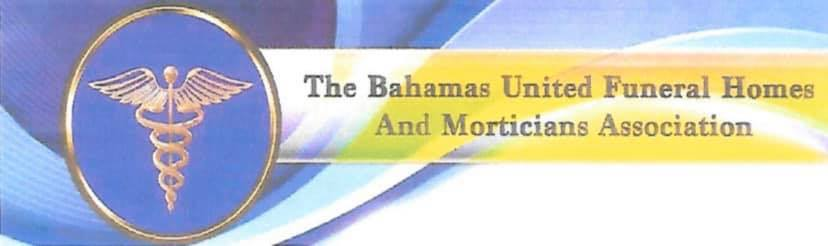 The Bahamas United Funeral Homes
And Morticians Association